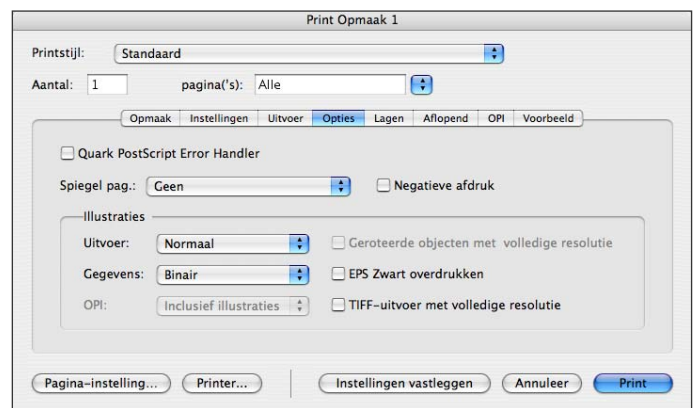 Print Opmaak 1
Printstijl: Standaard
Aantal: 1 pagina('s): Alle
Opmaak Instellingen Uitvoer Opties Lagen Aflopend OPI Voorbeeld
Quark PostScript Error Handler
Spiegel pag.: Geen Negatieve afdruk
Illustraties
Uitvoer: Normaal Geroteerde objecten met volledige resolutie
Gegevens: Binair EPS Zwart overdrukken
OPI: Inclusief illustraties TIFF-uitvoer met volledige resolutie
Pagina-instelling... Printer... Instellingen vastleggen Annuleer Print